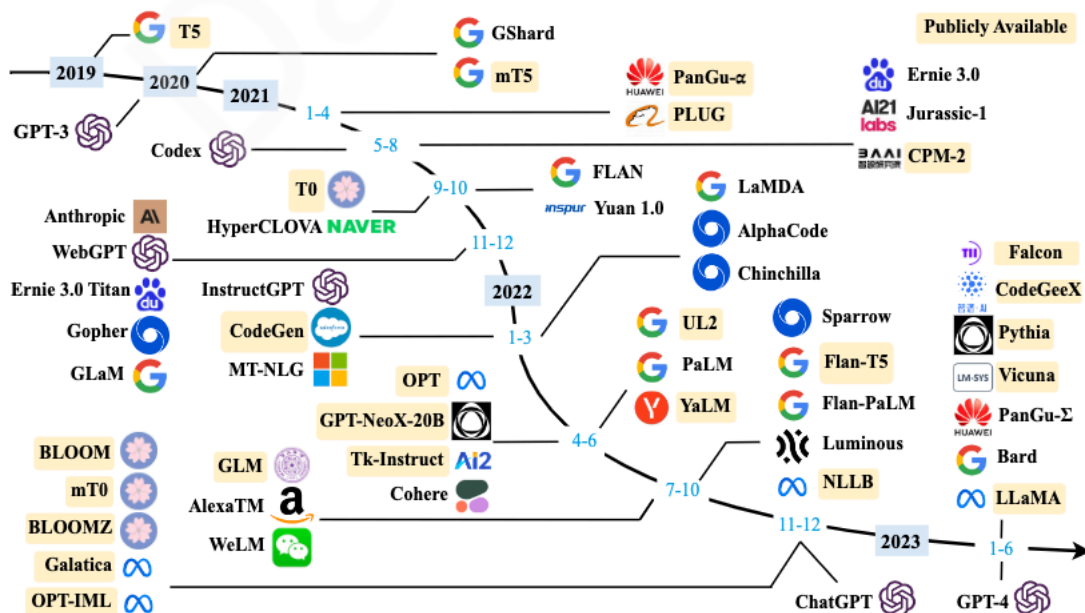 T5
GShard
Publicly Available
2019
2020
mT5
PanGu-α
HUAWEI
Ernie 3.0
du
2021
1-4
PLUG
AI21
labs
Jurassic-1
GPT-3
Codex
5-8
BAAI
CPM-2
T0
9-10
FLAN
LaMDA
Anthropic
AI
HyperCLOVA NAVER
inspur Yuan 1.0
AlphaCode
WebGPT
11-12
Chinchilla
TII
Falcon
Ernie 3.0 Titan
du
InstructGPT
2022
CodeGeeX
Gopher
CodeGen
1-3
UL2
Sparrow
Pythia
GLaM
MT-NLG
PaLM
Flan-T5
LM-SYS
Vicuna
OPT
YaLM
Flan-PaLM
HUAWEI
PanGu-Σ
GPT-NeoX-20B
4-6
Luminous
Bard
BLOOM
GLM
Tk-Instruct Ai2
7-10
NLLB
LLaMA
mT0
AlexaTM
a
Cohere
BLOOMZ
WeLM
11-12
2023
1-6
Galatica
OPT-IML
ChatGPT
GPT-4